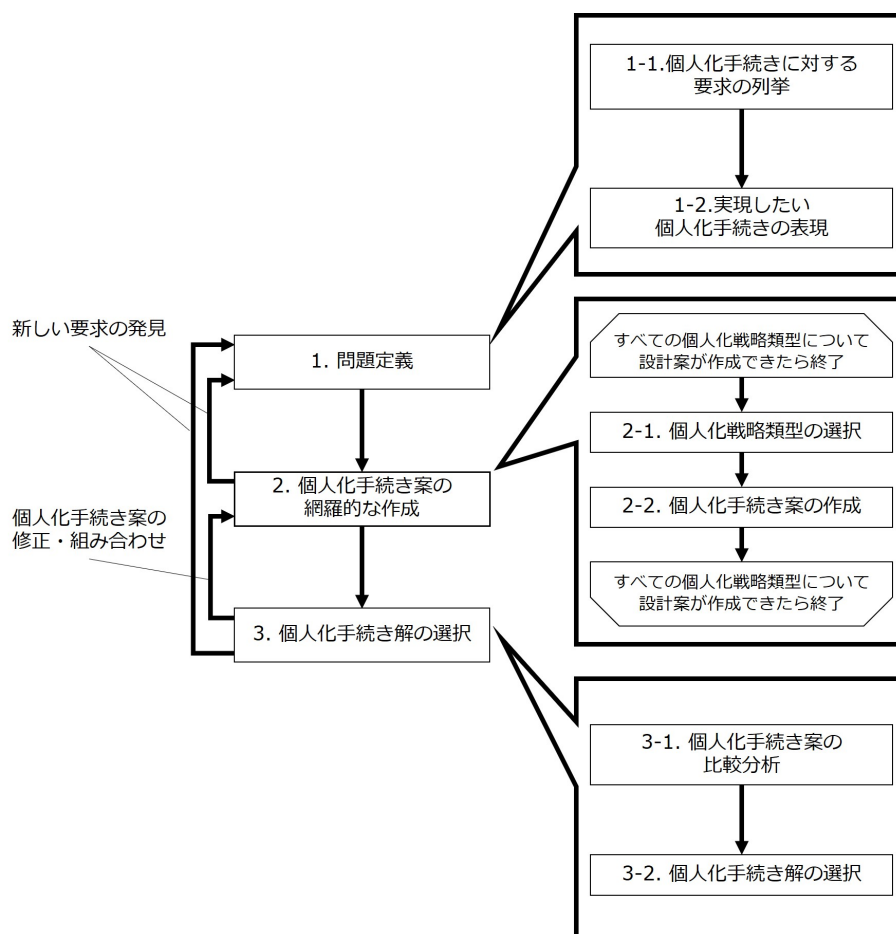 1-1.個人化手続きに対する
要求の列挙
1-2.実現したい
個人化手続きの表現
新しい要求の発見
1. 問題定義
すべての個人化戦略類型について
設計案が作成できたら終了
2-1. 個人化戦略類型の選択
2. 個人化手続き案の
網羅的な作成
2-2. 個人化手続き案の作成
個人化手続き案の
修正・組み合わせ
すべての個人化戦略類型について
設計案が作成できたら終了
3. 個人化手続き解の選択
3-1. 個人化手続き案の
比較分析
3-2. 個人化手続き解の選択